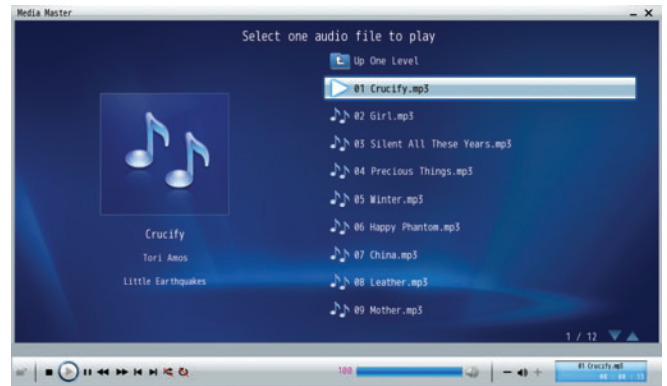 Media Master
Select one audio file to play
Up One Level
01 Crucify.mp3
02 Girl.mp3
03 Silent All These Years.mp3
04 Precious Things.mp3
05 Winter.mp3
06 Happy Phantom.mp3
07 China.mp3
08 Leather.mp3
09 Mother.mp3
Crucify
Tori Amos
Little Earthquakes
1 / 12
100
01 Crucify.mp3